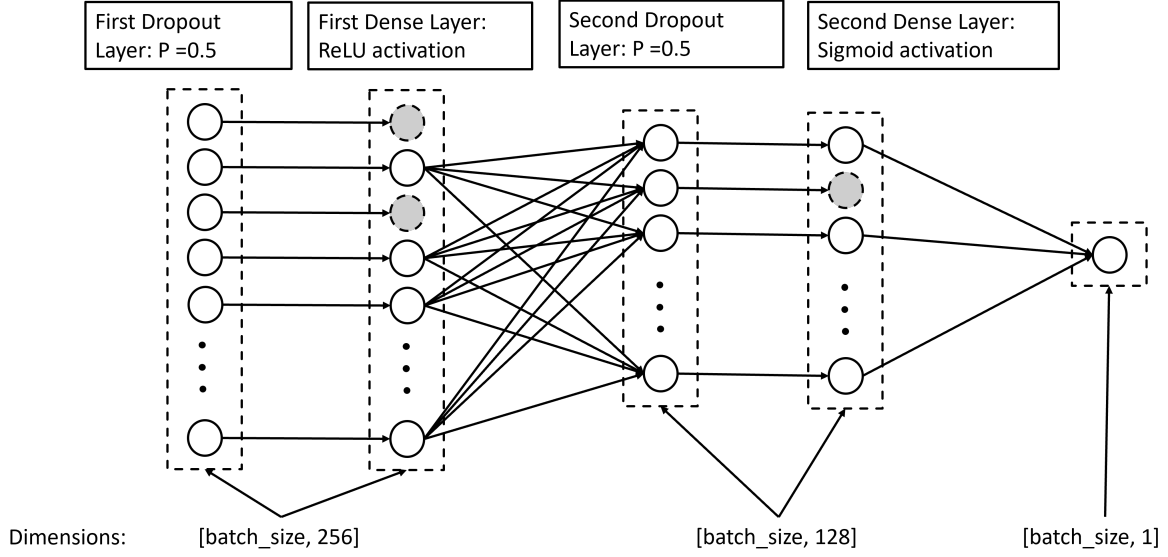 First Dropout
Layer: P =0.5
First Dense Layer:
ReLU activation
Second Dropout
Layer: P =0.5
Second Dense Layer:
Sigmoid activation
Dimensions:
[batch_size, 256]
[batch_size, 128]
[batch_size, 1]